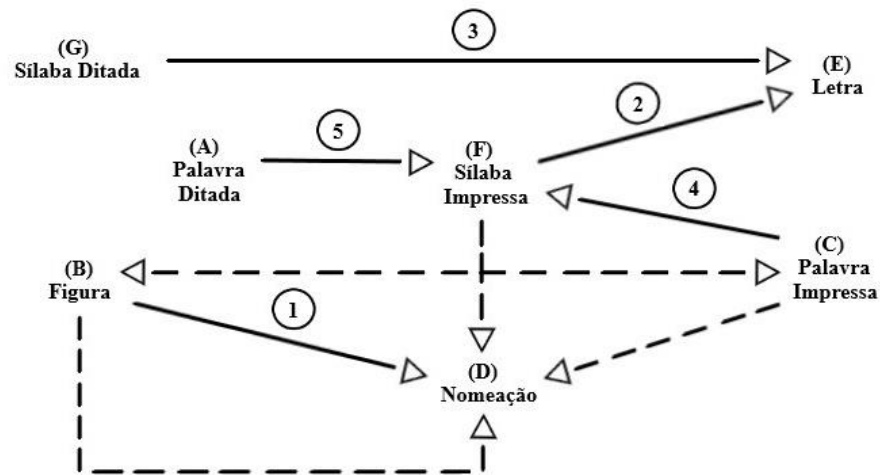 3
(G)
Sílaba Ditada
(E)
Letra
2
5
(A)
Palavra
Ditada
(F)
Sílaba
Impressa
4
(C)
Palavra
Impressa
(B)
Figura
1
(D)
Nomeação